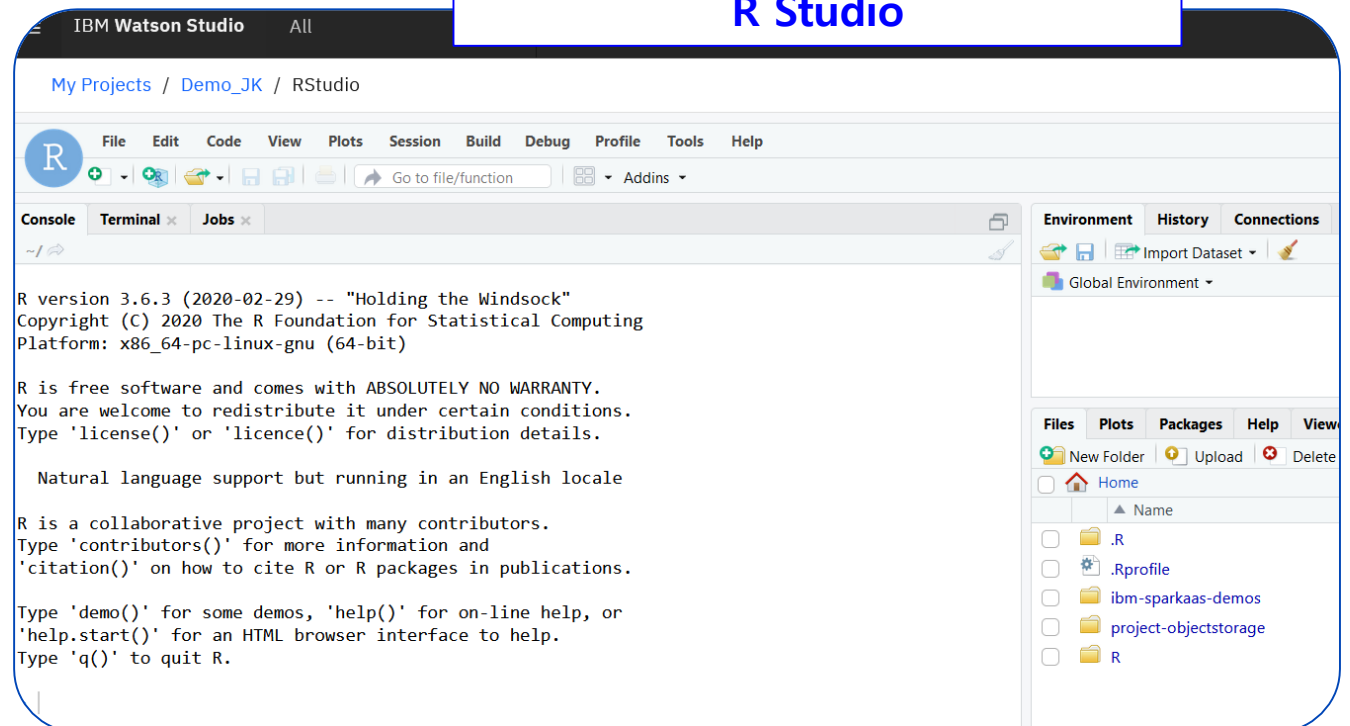 R Studio
IBM Watson Studio All
My Projects / Demo_JK / RStudio
R
File Edit Code View Plots Session Build Debug Profile Tools Help
R Go to file/function Addins
Console Terminal × Jobs ×
~/
R version 3.6.3 (2020-02-29) -- "Holding the Windsock"
Copyright (C) 2020 The R Foundation for Statistical Computing
Platform: x86_64-pc-linux-gnu (64-bit)
R is free software and comes with ABSOLUTELY NO WARRANTY.
You are welcome to redistribute it under certain conditions.
Type 'license()' or 'licence()' for distribution details.
Natural language support but running in an English locale
R is a collaborative project with many contributors.
Type 'contributors()' for more information and
'citation()' on how to cite R or R packages in publications.
Type 'demo()' for some demos, 'help()' for on-line help, or
'help.start()' for an HTML browser interface to help.
Type 'q()' to quit R.
Environment History Connections
Import Dataset
Global Environment
Files Plots Packages Help View
New Folder Upload Delete
Home
Name
.R
.Rprofile
ibm-sparkaas-demos
project-objectstorage
R